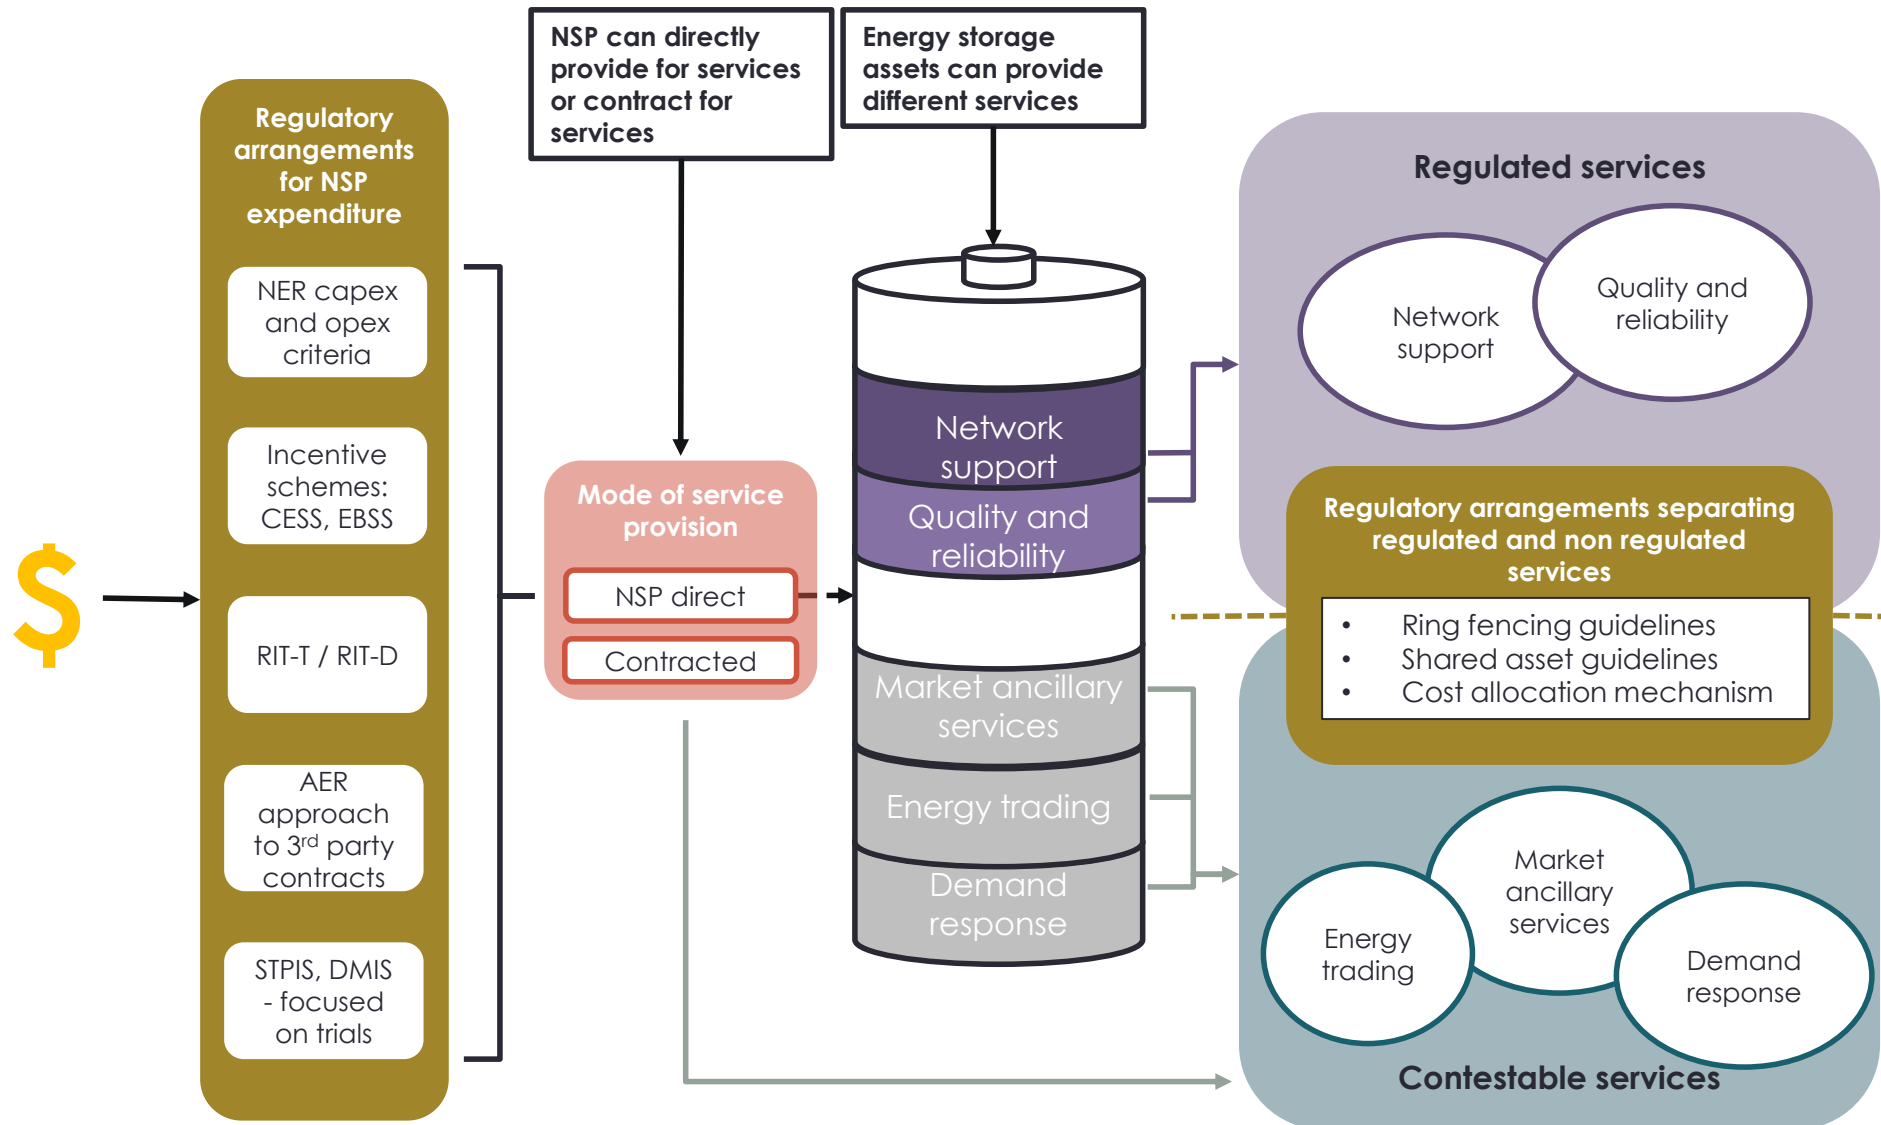 NSP can directly
provide for services
or contract for
services
Energy storage
assets can provide
different services
Regulatory
arrangements
for NSP
expenditure
NER capex
and opex
criteria
Incentive
schemes:
CESS, EBSS
$
RIT-T / RIT-D
AER
approach
to 3rd party
contracts
STPIS, DMIS
- focused
on trials
Mode of service
provision
NSP direct
Contracted
Network
support
Quality and
reliability
Market ancillary
services
Energy trading
Demand
response
Regulated services
Network
support
Quality and
reliability
Regulatory arrangements separating
regulated and non regulated
services
• Ring fencing guidelines
• Shared asset guidelines
• Cost allocation mechanism
Market
ancillary
services
Energy
trading
Demand
response
Contestable services